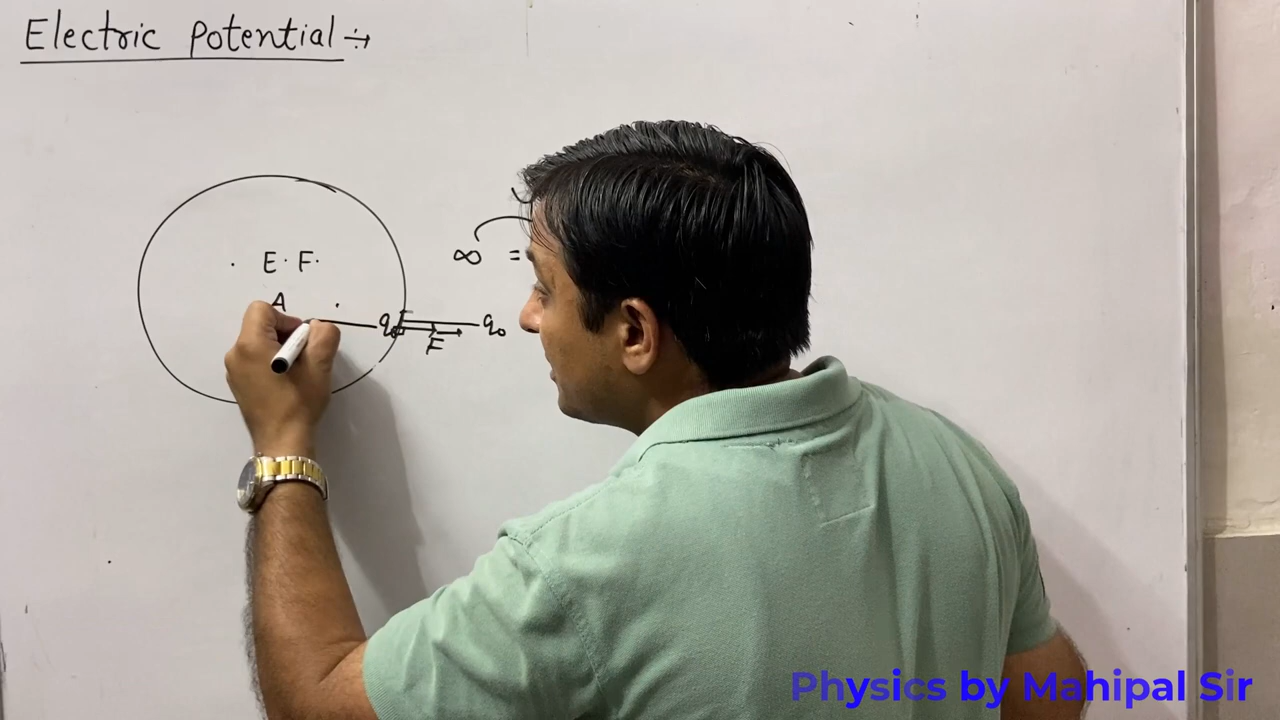 Electric Potential :→
E. F.
∞ =
A
q₀ q₀
F
Physics by Mahipal Sir